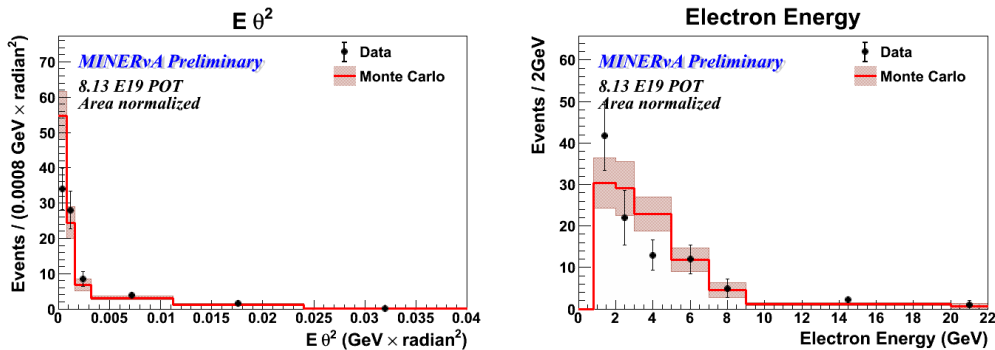 E θ²
MINERνA Preliminary
8.13 E19 POT
Area normalized
Data
Monte Carlo
Events / (0.0008 GeV × radian²)
70
60
50
40
30
20
10
0
0 0.005 0.01 0.015 0.02 0.025 0.03 0.035 0.04
E θ² (GeV × radian²)
Electron Energy
MINERνA Preliminary
8.13 E19 POT
Area normalized
Data
Monte Carlo
Events / 2GeV
60
50
40
30
20
10
0
2 4 6 8 10 12 14 16 18 20 22
Electron Energy (GeV)